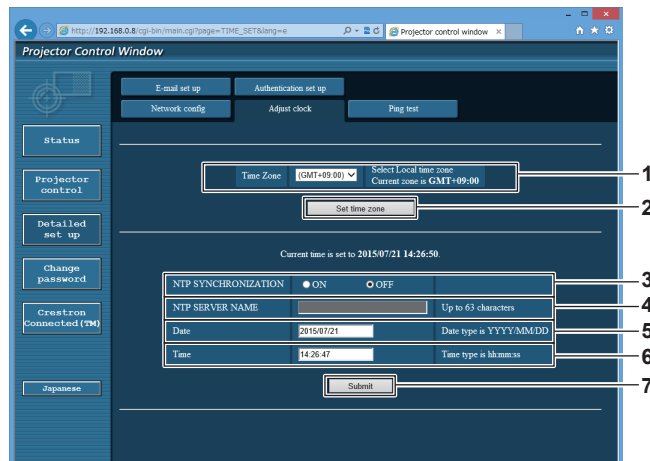 http://192.168.0.8/cgi-bin/main.cgi?page=TIME_SET&lang=e
Projector control window
Projector Control Window
E-mail set up
Authentication set up
Network config
Adjust clock
Ping test
Status
Projector control
Detailed set up
Change password
Crestron Connected(TM)
Japanese
Time Zone
(GMT+09:00)
Select Local time zone
Current zone is GMT+09:00
1
Set time zone
2
Current time is set to 2015/07/21 14:26:50.
NTP SYNCHRONIZATION ON OFF
3
NTP SERVER NAME Up to 63 characters
4
Date 2015/07/21 Date type is YYYY/MM/DD
5
Time 14:26:47 Time type is hh:mm:ss
6
Submit
7